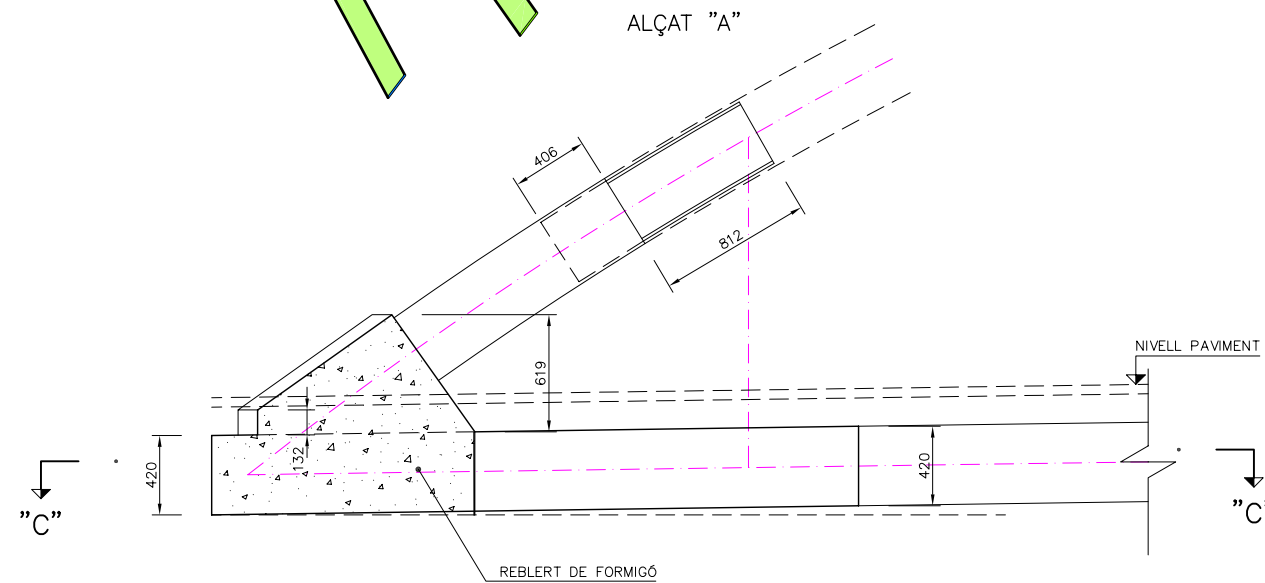 ALÇAT "A"
406
812
619
NIVELL PAVIMENT
132
420
420
"C"
"C"
REBLERT DE FORMIGÓ